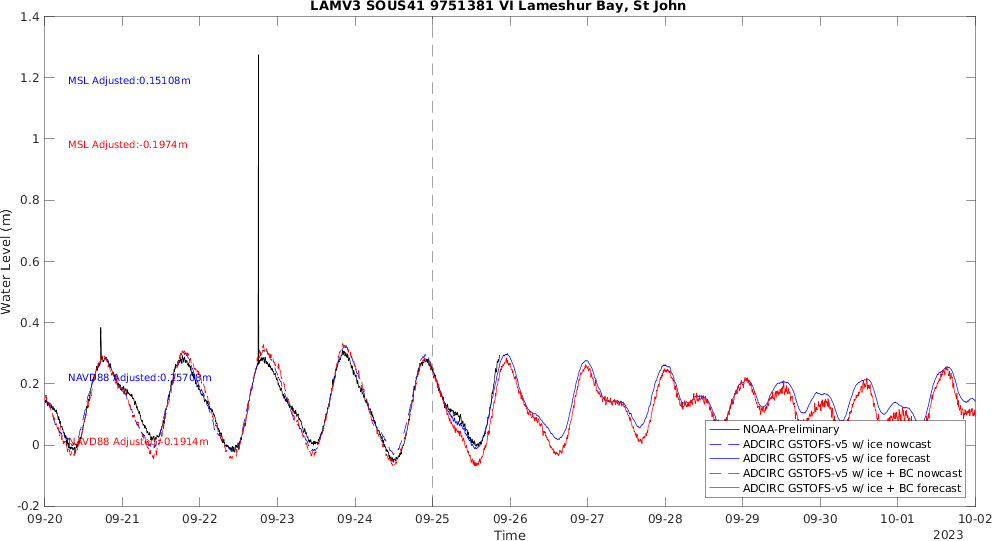 LAMV3 SOUS41 9751381 VI Lameshur Bay, St John
1.4
1.2
1
0.8
0.6
0.4
0.2
0
-0.2
Water Level (m)
MSL Adjusted:0.15108m
MSL Adjusted:-0.1974m
NAVD88 Adjusted:0.15708m
NAVD88 Adjusted:-0.1914m
NOAA-Preliminary
ADCIRC GSTOFS-v5 w/ ice nowcast
ADCIRC GSTOFS-v5 w/ ice forecast
ADCIRC GSTOFS-v5 w/ ice + BC nowcast
ADCIRC GSTOFS-v5 w/ ice + BC forecast
09-20 09-21 09-22 09-23 09-24 09-25 09-26 09-27 09-28 09-29 09-30 10-01 10-02
Time
2023